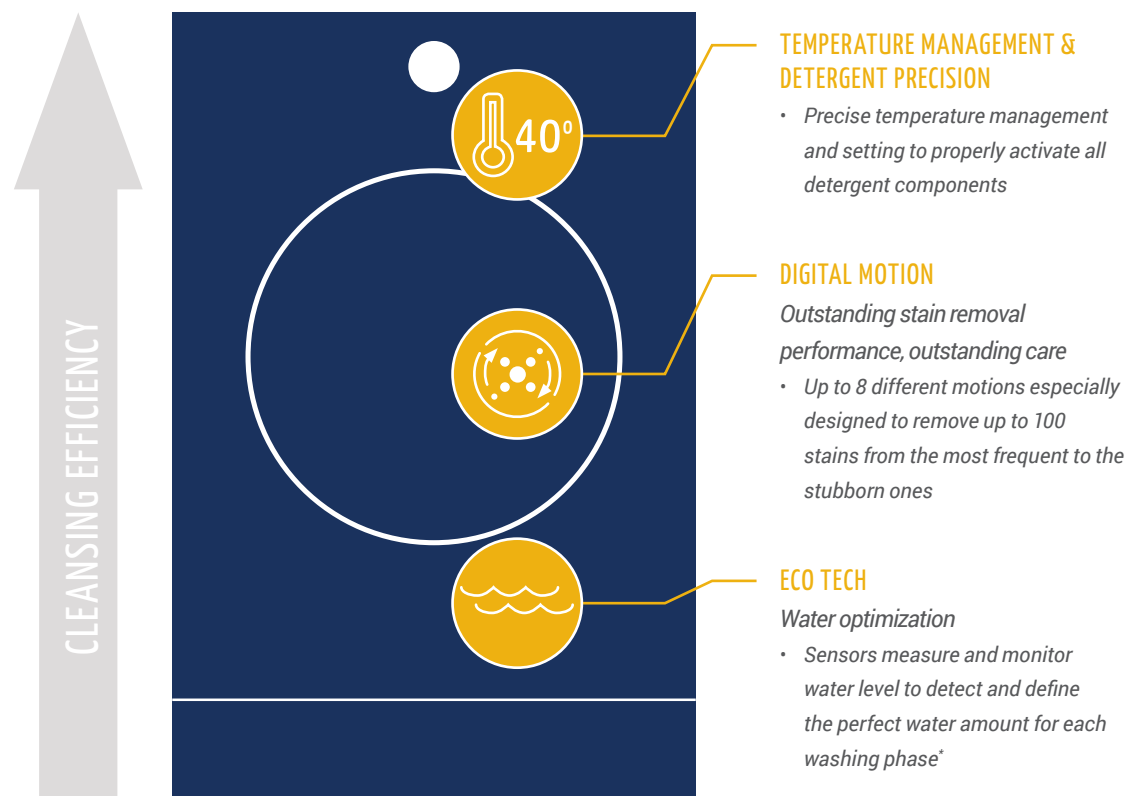 CLEANSING EFFICIENCY
40⁰
TEMPERATURE MANAGEMENT &
DETERGENT PRECISION
• Precise temperature management
and setting to properly activate all
detergent components
DIGITAL MOTION
Outstanding stain removal
performance, outstanding care
• Up to 8 different motions especially
designed to remove up to 100
stains from the most frequent to the
stubborn ones
ECO TECH
Water optimization
• Sensors measure and monitor
water level to detect and define
the perfect water amount for each
washing phase*